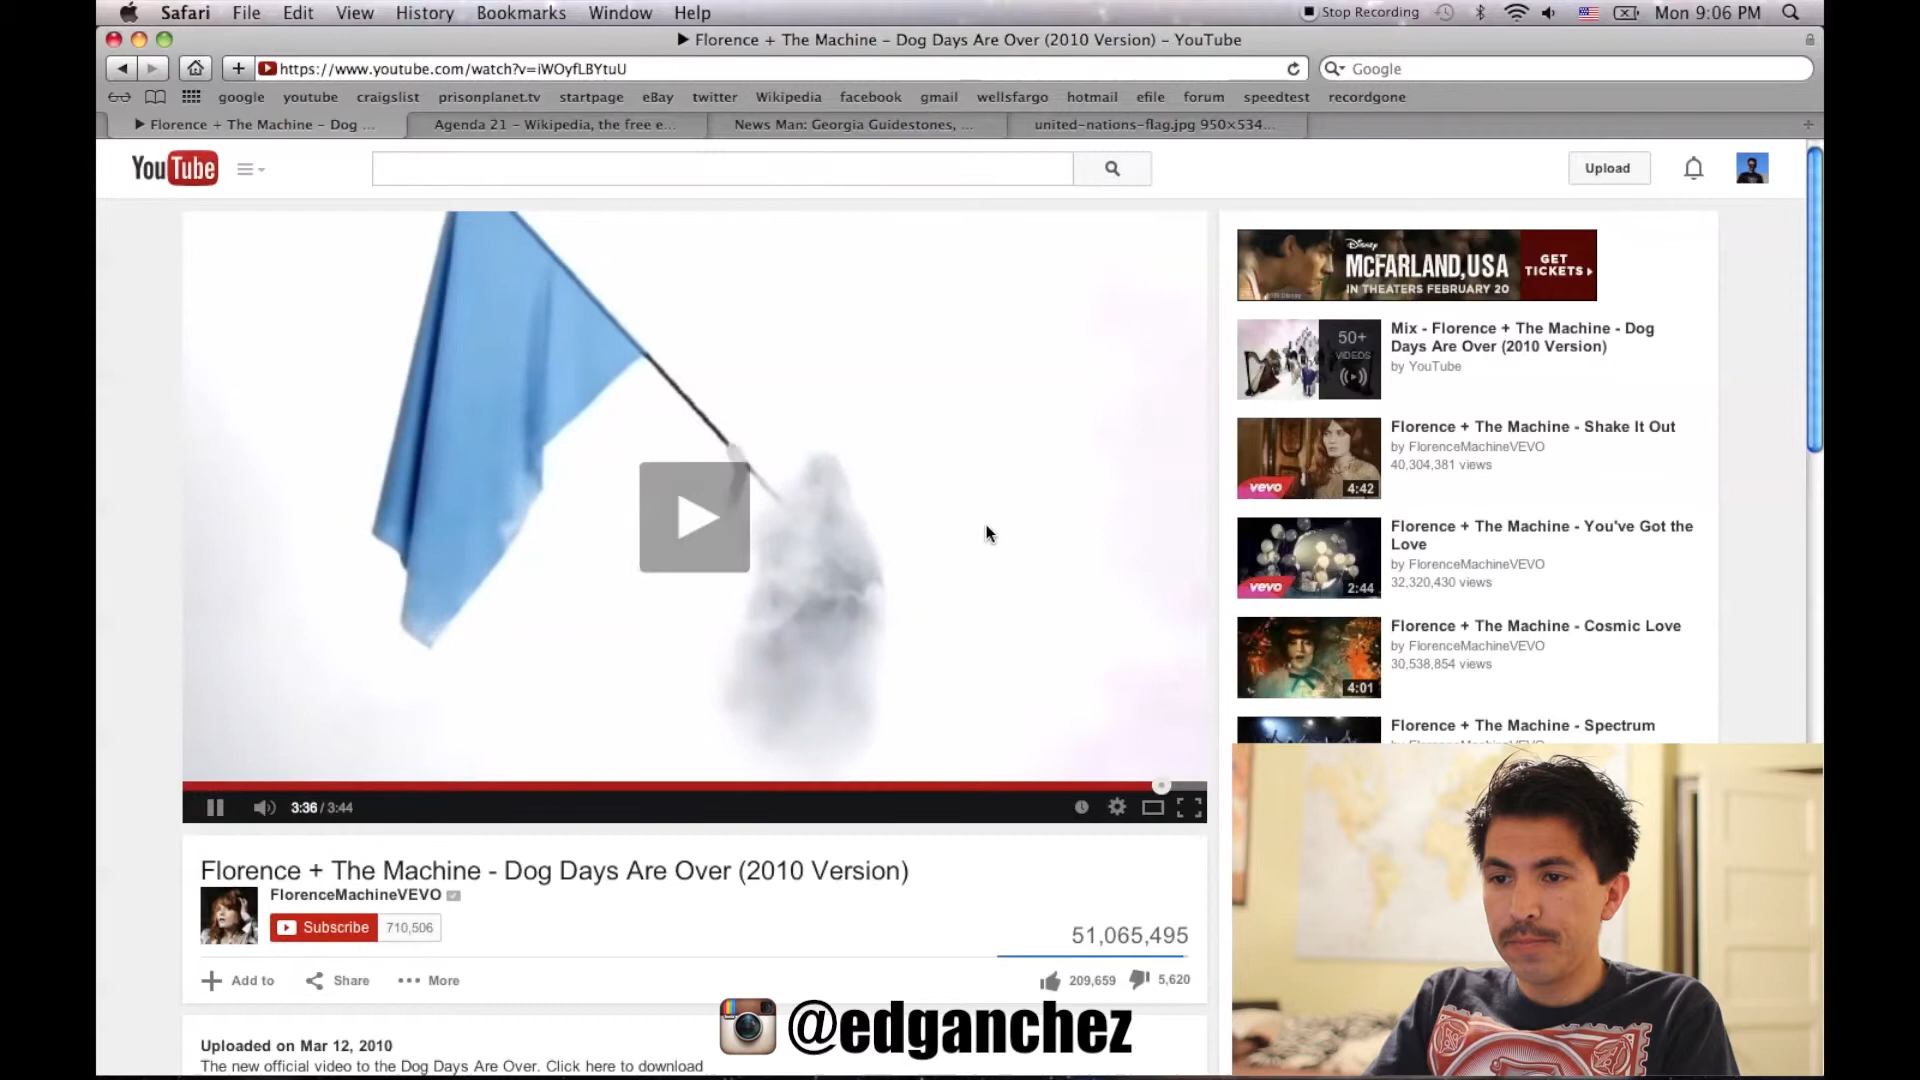 Safari File Edit View History Bookmarks Window Help Stop Recording Mon 9:06 PM
▶ Florence + The Machine – Dog Days Are Over (2010 Version) – YouTube
https://www.youtube.com/watch?v=iWOyfLBYtuU Google
google youtube craigslist prisonplanet.tv startpage eBay twitter Wikipedia facebook gmail wellsfargo hotmail efile forum speedtest recordgone
▶ Florence + The Machine – Dog ... Agenda 21 – Wikipedia, the free e... News Man: Georgia Guidestones, ... united-nations-flag.jpg 950×534...
YouTube Upload
Disney
MCFARLAND, USA
IN THEATERS FEBRUARY 20
GET
TICKETS
50+
VIDEOS
Mix - Florence + The Machine - Dog
Days Are Over (2010 Version)
by YouTube
vevo 4:42
Florence + The Machine - Shake It Out
by FlorenceMachineVEVO
40,304,381 views
vevo 2:44
Florence + The Machine - You've Got the
Love
by FlorenceMachineVEVO
32,320,430 views
4:01
Florence + The Machine - Cosmic Love
by FlorenceMachineVEVO
30,538,854 views
Florence + The Machine - Spectrum
3:36 / 3:44
Florence + The Machine - Dog Days Are Over (2010 Version)
FlorenceMachineVEVO
Subscribe 710,506
51,065,495
Add to Share More 209,659 5,620
@edganchez
Uploaded on Mar 12, 2010
The new official video to the Dog Days Are Over. Click here to download